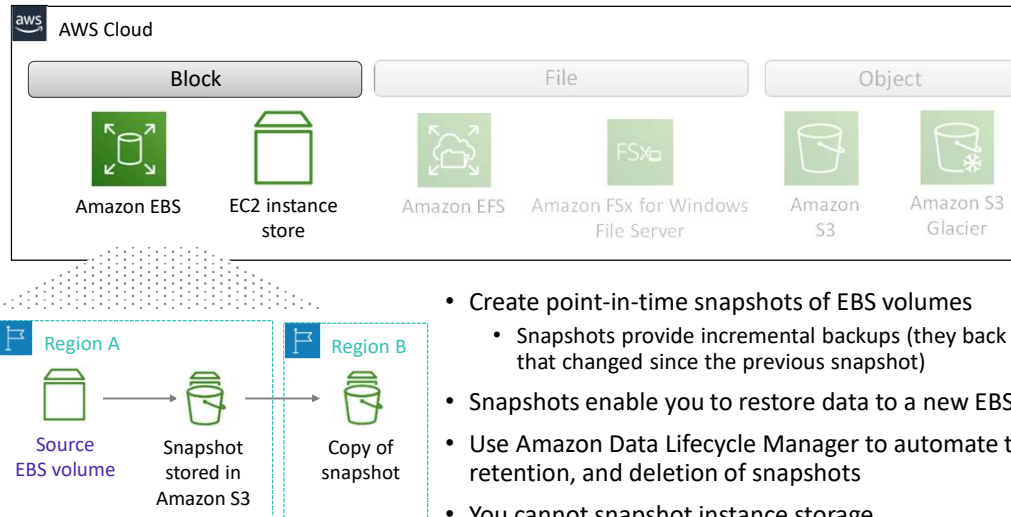 aws
AWS Cloud
Block
File
Object
Amazon EBS
EC2 instance
store
Amazon EFS
FSx
Amazon FSx for Windows
File Server
Amazon
S3
Amazon S3
Glacier
Region A
Source
EBS volume
Snapshot
stored in
Amazon S3
Region B
Copy of
snapshot
• Create point-in-time snapshots of EBS volumes
• Snapshots provide incremental backups (they back
that changed since the previous snapshot)
• Snapshots enable you to restore data to a new EBS
• Use Amazon Data Lifecycle Manager to automate t
retention, and deletion of snapshots
• You cannot snapshot instance storage